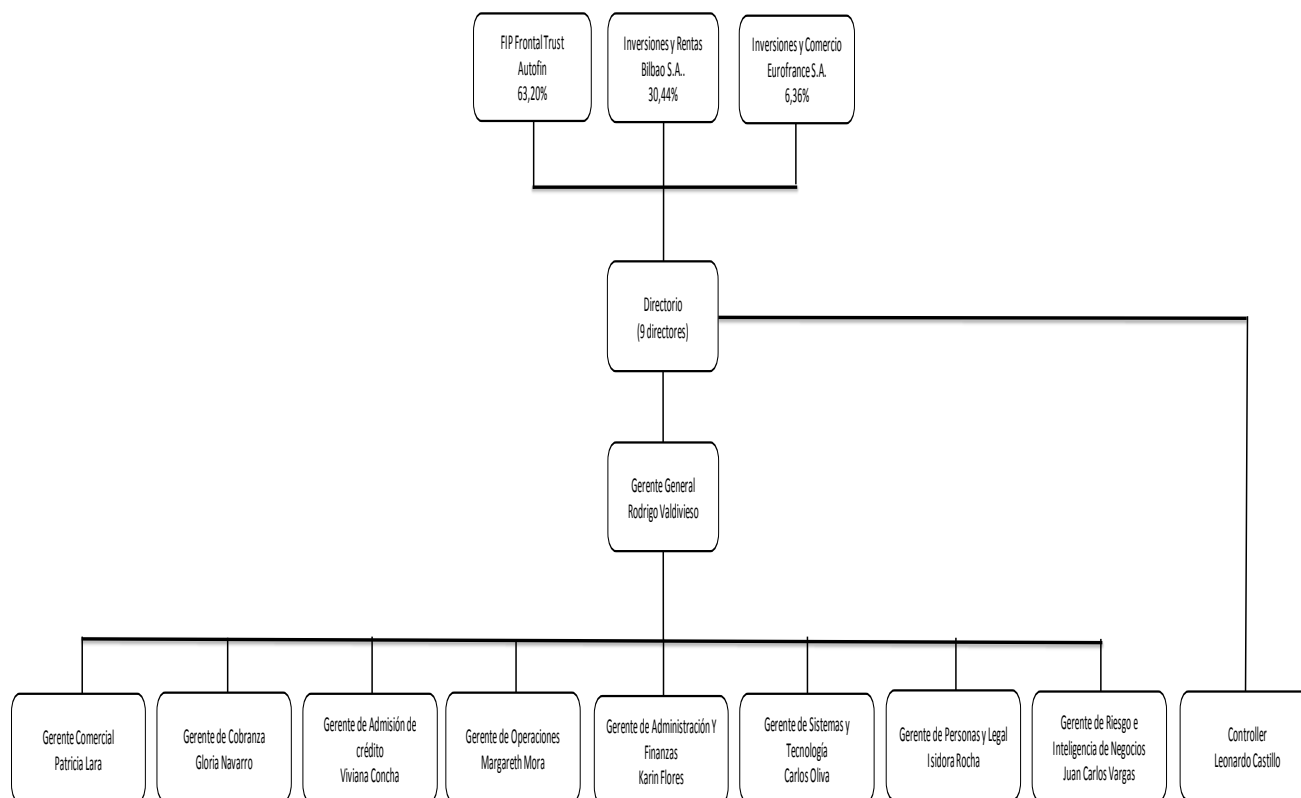 FIP Frontal Trust
Autofin
63,20%
Inversiones y Rentas
Bilbao S.A..
30,44%
Inversiones y Comercio
Eurofrance S.A.
6,36%
Directorio
(9 directores)
Gerente General
Rodrigo Valdivieso
Gerente Comercial
Patricia Lara
Gerente de Cobranza
Gloria Navarro
Gerente de Admisión de
crédito
Viviana Concha
Gerente de Operaciones
Margareth Mora
Gerente de Administración Y
Finanzas
Karin Flores
Gerente de Sistemas y
Tecnología
Carlos Oliva
Gerente de Personas y Legal
Isidora Rocha
Gerente de Riesgo e
Inteligencia de Negocios
Juan Carlos Vargas
Controller
Leonardo Castillo